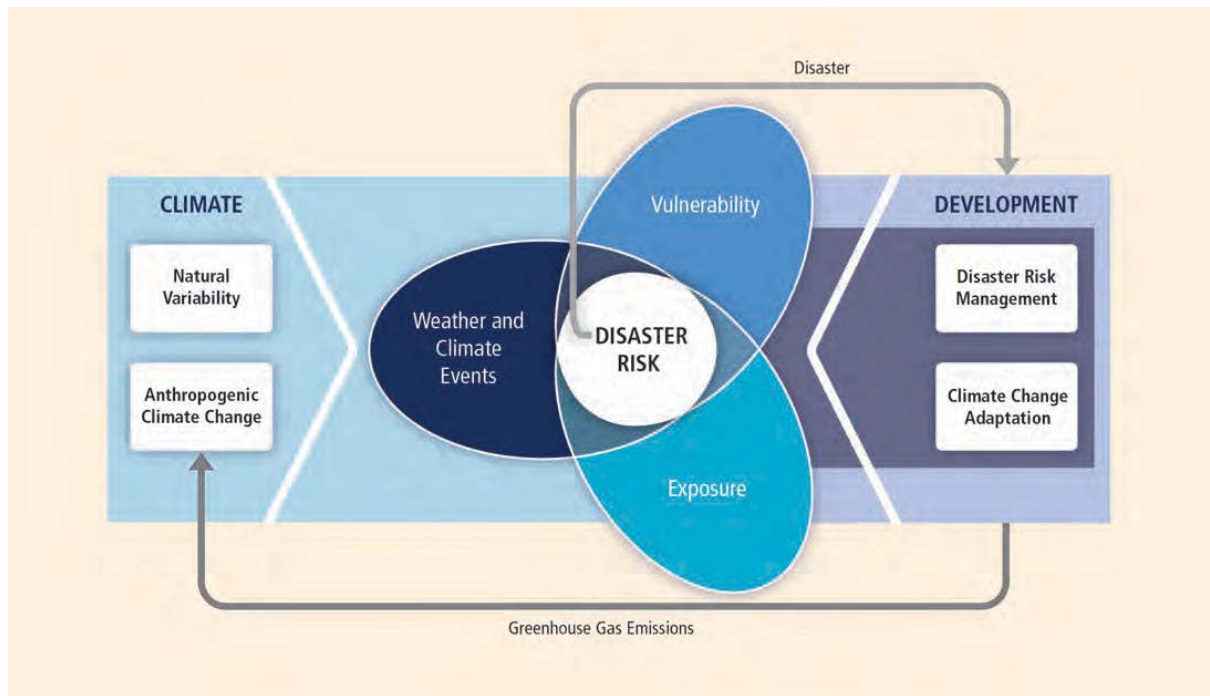 Disaster
CLIMATE
Natural
Variability
Anthropogenic
Climate Change
Vulnerability
Weather and
Climate
Events
DISASTER
RISK
Exposure
DEVELOPMENT
Disaster Risk
Management
Climate Change
Adaptation
Greenhouse Gas Emissions